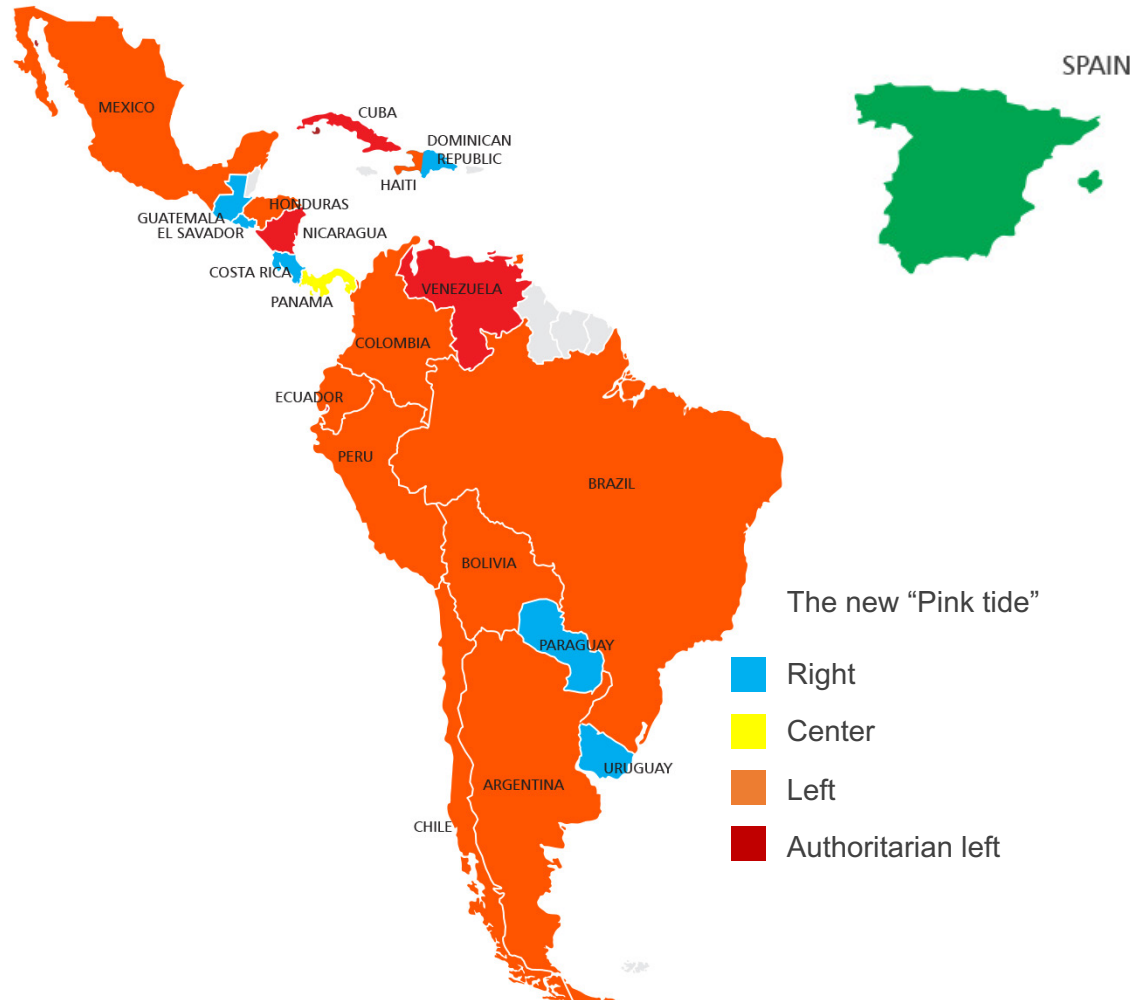 SPAIN
MEXICO
CUBA
DOMINICAN
REPUBLIC
HAITI
HONDURAS
GUATEMALA
EL SAVADOR
NICARAGUA
COSTA RICA
PANAMA
VENEZUELA
COLOMBIA
ECUADOR
PERU
BRAZIL
BOLIVIA
PARAGUAY
URUGUAY
ARGENTINA
CHILE
The new “Pink tide”
Right
Center
Left
Authoritarian left